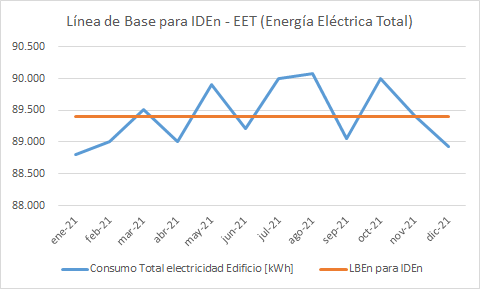 Línea de Base para IDEn - EET (Energía Eléctrica Total)
90.500
90.000
89.500
89.000
88.500
88.000
ene-21
feb-21
mar-21
abr-21
may-21
jun-21
jul-21
ago-21
sep-21
oct-21
nov-21
dic-21
Consumo Total electricidad Edificio [kWh]
LBEn para IDEn